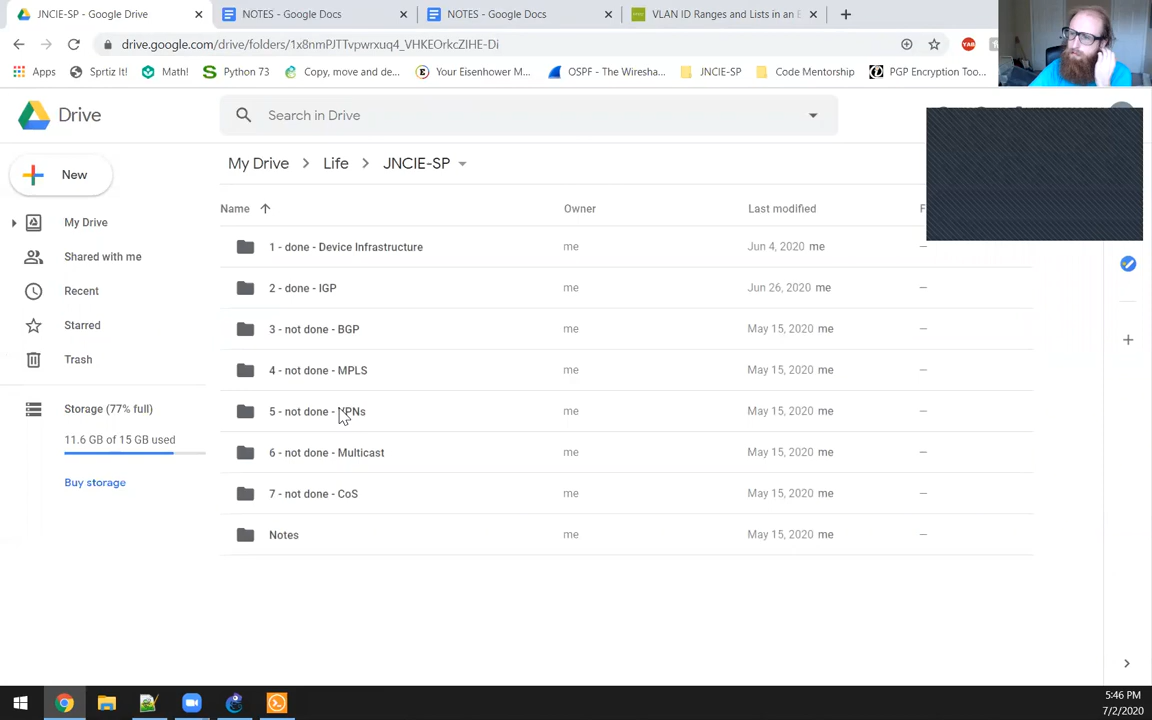 JNCIE-SP - Google Drive
NOTES - Google Docs
NOTES - Google Docs
VLAN ID Ranges and Lists in an E
drive.google.com/drive/folders/1x8nmPJTTvpwrxuq4_VHKEOrkcZIHE-Di
Apps
Sprtiz It!
Math!
Python 73
Copy, move and de...
Your Eisenhower M...
OSPF - The Wiresha...
JNCIE-SP
Code Mentorship
PGP Encryption Too...
Drive
Search in Drive
New
My Drive
Life
JNCIE-SP
My Drive
Shared with me
Recent
Starred
Trash
Storage (77% full)
11.6 GB of 15 GB used
Buy storage
Name
Owner
Last modified
F
1 - done - Device Infrastructure
me
Jun 4, 2020 me
—
2 - done - IGP
me
Jun 26, 2020 me
—
3 - not done - BGP
me
May 15, 2020 me
—
4 - not done - MPLS
me
May 15, 2020 me
—
5 - not done - VPNs
me
May 15, 2020 me
—
6 - not done - Multicast
me
May 15, 2020 me
—
7 - not done - CoS
me
May 15, 2020 me
—
Notes
me
May 15, 2020 me
—
5:46 PM
7/2/2020